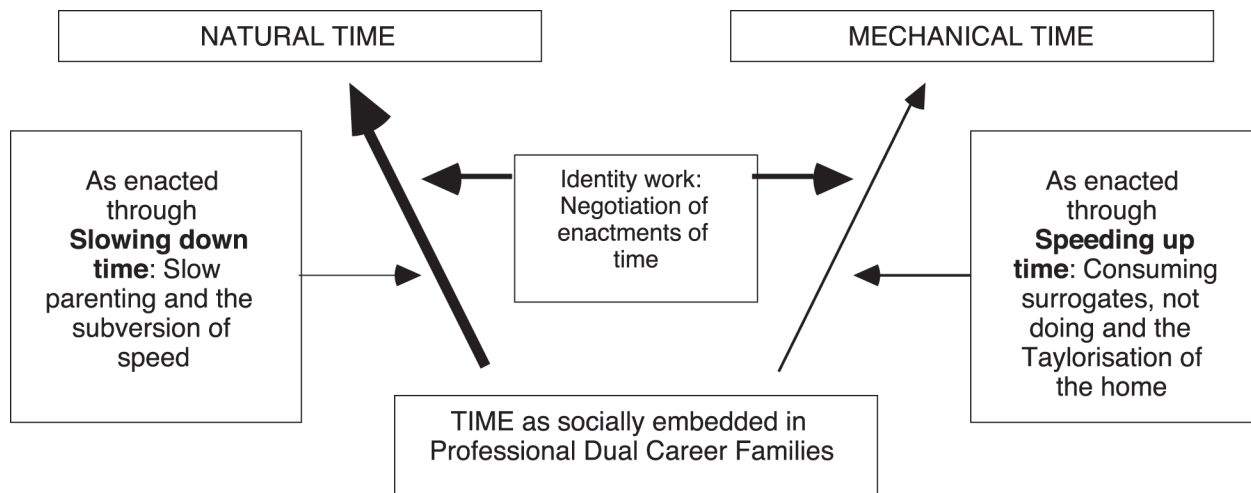 NATURAL TIME
MECHANICAL TIME
As enacted
through
Slowing down
time: Slow
parenting and the
subversion of
speed
Identity work:
Negotiation of
enactments of
time
As enacted
through
Speeding up
time: Consuming
surrogates, not
doing and the
Taylorisation of
the home
TIME as socially embedded in
Professional Dual Career Families